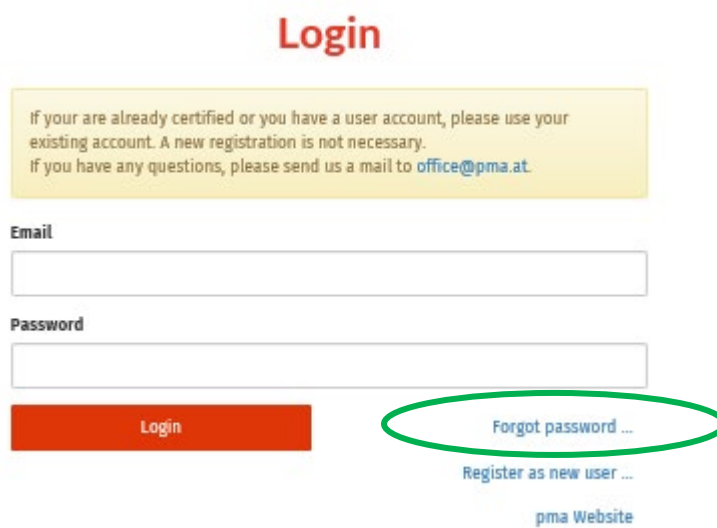 Login
If your are already certified or you have a user account, please use your
existing account. A new registration is not necessary.
If you have any questions, please send us a mail to office@pma.at.
Email
Password
Login
Forgot password ...
Register as new user ...
pma Website